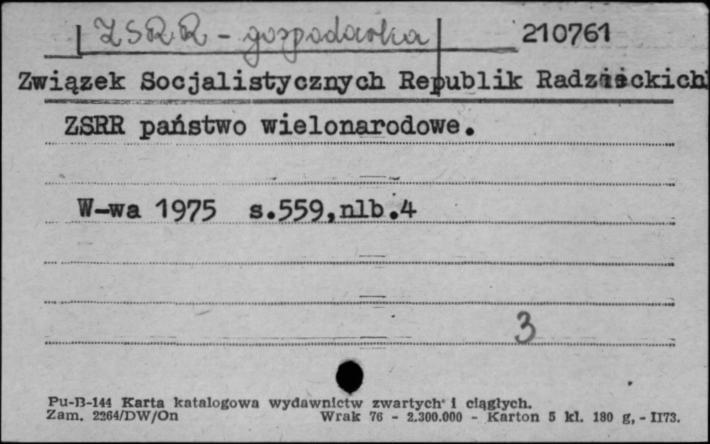 ZSRR - gospodarka 210761
Związek Socjalistycznych Republik Radzieckich
ZSRR państwo wielonarodowe.
W-wa 1975 s.559,nlb.4
3
Pu-B-144 Karta katalogowa wydawnictw zwartych i ciągłych.
Zam. 2264/DW/On Wrak 76 - 2.300.000 - Karton 5 kl. 180 g, - II73.